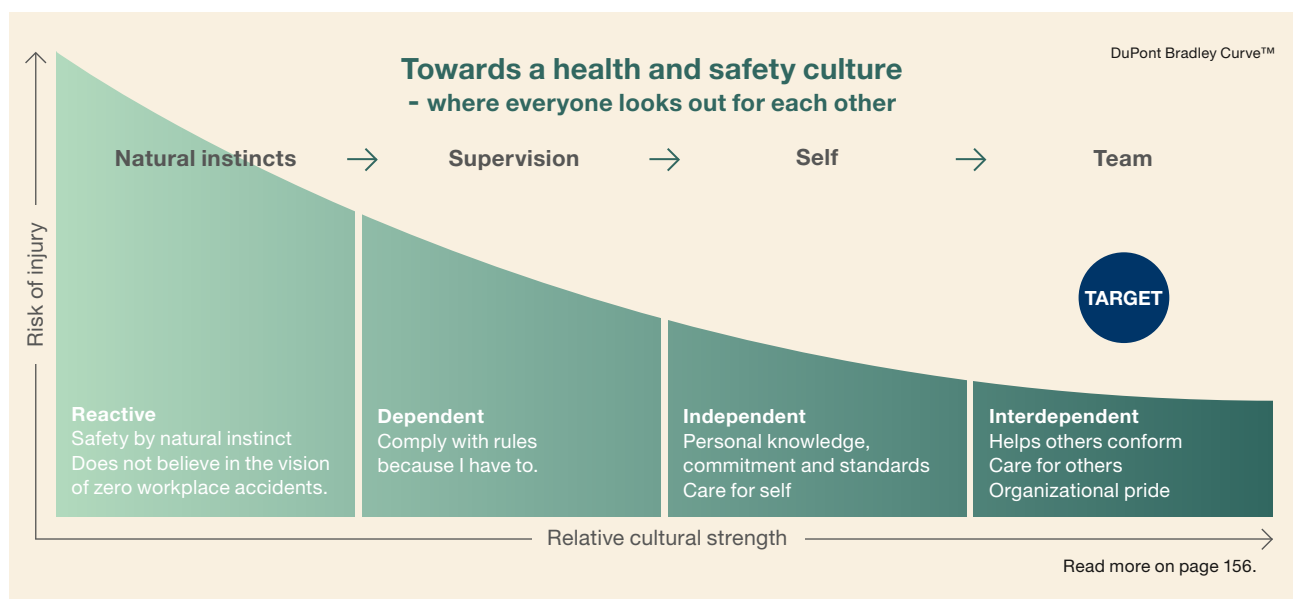 DuPont Bradley Curve™
Towards a health and safety culture
- where everyone looks out for each other
Natural instincts
Supervision
Self
Team
Risk of injury
TARGET
Reactive
Safety by natural instinct
Does not believe in the vision
of zero workplace accidents.
Dependent
Comply with rules
because I have to.
Independent
Personal knowledge,
commitment and standards
Care for self
Interdependent
Helps others conform
Care for others
Organizational pride
Relative cultural strength
Read more on page 156.